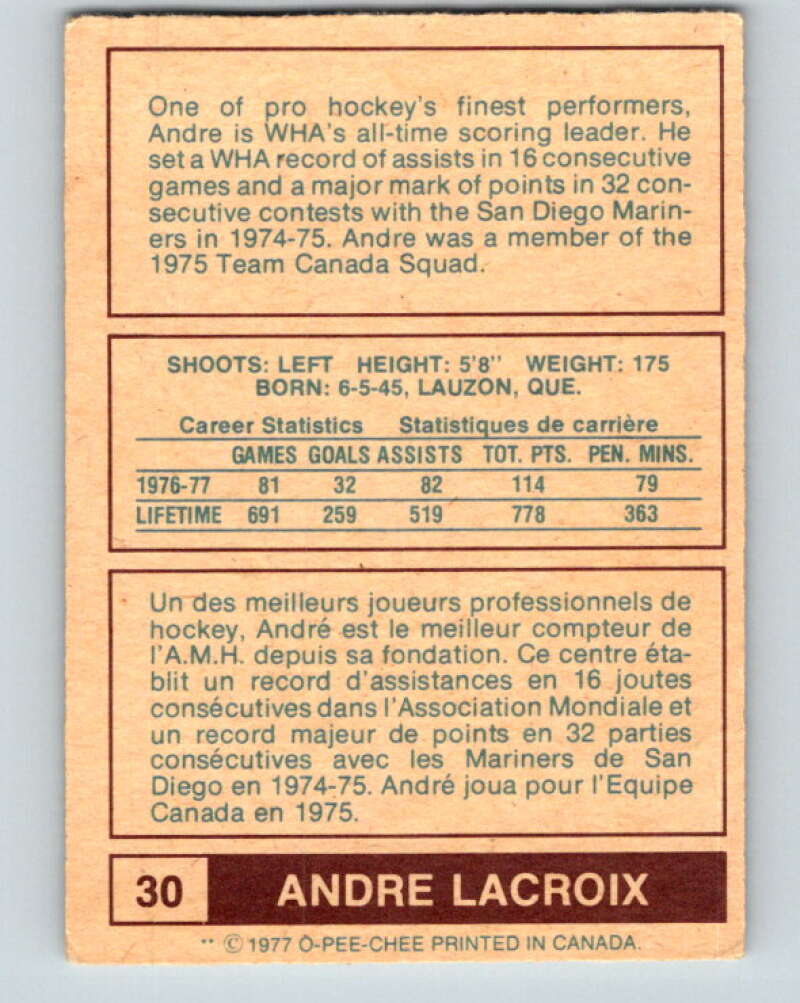 One of pro hockey's finest performers,
Andre is WHA's all-time scoring leader. He
set a WHA record of assists in 16 consecutive
games and a major mark of points in 32 con-
secutive contests with the San Diego Marin-
ers in 1974-75. Andre was a member of the
1975 Team Canada Squad.
SHOOTS: LEFT HEIGHT: 5'8" WEIGHT: 175
BORN: 6-5-45, LAUZON, QUE.
Career Statistics Statistiques de carrière
GAMES GOALS ASSISTS TOT. PTS. PEN. MINS.
1976-77 81 32 82 114 79
LIFETIME 691 259 519 778 363
Un des meilleurs joueurs professionnels de
hockey, André est le meilleur compteur de
l'A.M.H. depuis sa fondation. Ce centre éta-
blit un record d'assistances en 16 joutes
consécutives dans l'Association Mondiale et
un record majeur de points en 32 parties
consécutives avec les Mariners de San
Diego en 1974-75. André joua pour l'Equipe
Canada en 1975.
30 ANDRE LACROIX
** © 1977 O-PEE-CHEE PRINTED IN CANADA.